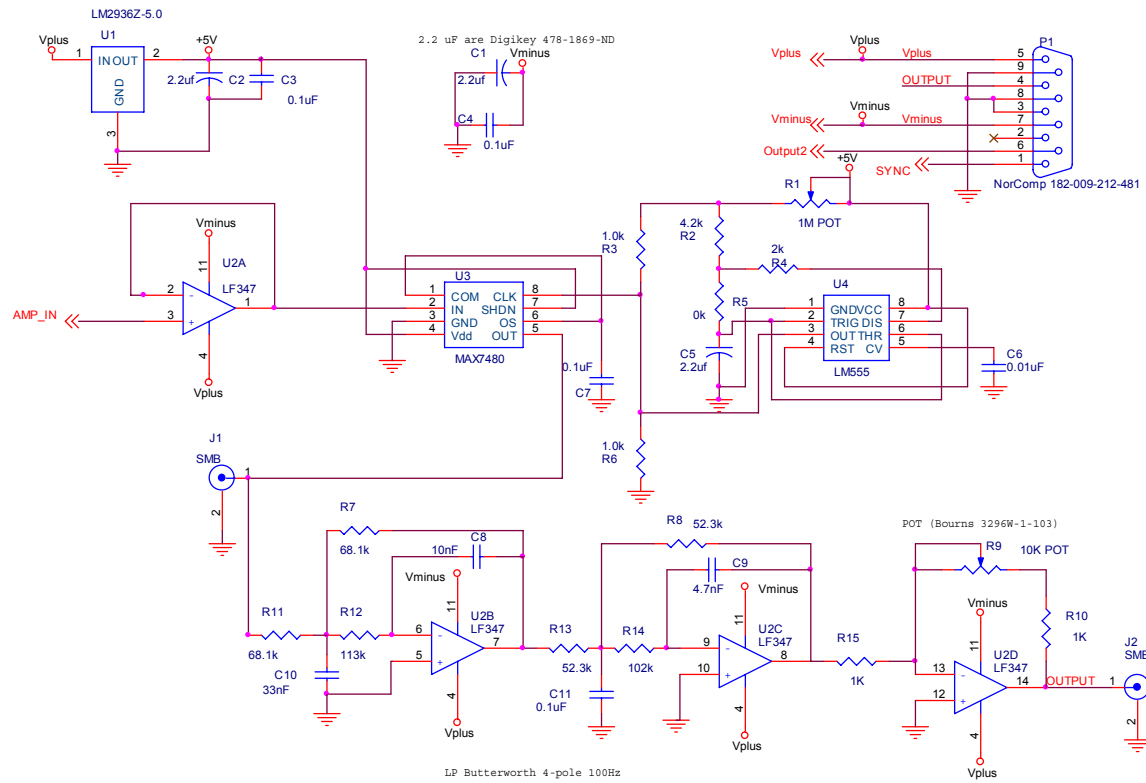 LM2936Z-5.0
U1
Vplus
1
IN OUT
2
GND
3
+5V
2.2uf
C2
C3
0.1uF
2.2 uF are Digikey 478-1869-ND
C1
Vminus
2.2uf
C4
0.1uF
P1
Vplus
Vplus
Vplus
5
9
OUTPUT
4
8
3
Vminus
Vminus
Vminus
7
2
Output2
6
SYNC
1
NorComp 182-009-212-481
+5V
R1
1M POT
1.0k
R3
4.2k
R2
2k
R4
R5
0k
C5
2.2uf
U4
1
GND
VCC
8
2
TRIG
DIS
7
3
OUT
THR
6
4
RST
CV
5
LM555
C6
0.01uF
1.0k
R6
Vminus
11
U2A
LF347
2
-
1
AMP_IN
3
+
4
Vplus
U3
1
COM
CLK
8
2
IN
SHDN
7
3
GND
OS
6
4
Vdd
OUT
5
MAX7480
0.1uF
C7
J1
SMB
1
2
R7
68.1k
C8
10nF
Vminus
11
U2B
LF347
R11
68.1k
R12
113k
6
-
7
5
+
C10
33nF
4
Vplus
R8
52.3k
C9
4.7nF
Vminus
11
U2C
LF347
R13
52.3k
R14
102k
9
-
8
10
+
C11
0.1uF
4
Vplus
R15
1K
POT (Bourns 3296W-1-103)
R9
10K POT
Vminus
11
U2D
LF347
R10
1K
13
-
14
OUTPUT
12
+
4
Vplus
J2
SMB
1
2
LP Butterworth 4-pole 100Hz